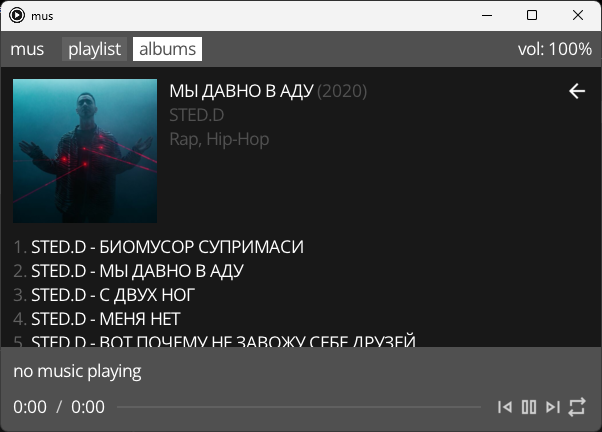 mus
mus playlist albums vol: 100%
МЫ ДАВНО В АДУ (2020)
STED.D
Rap, Hip-Hop
1. STED.D - БИОМУСОР СУПРИМАСИ
2. STED.D - МЫ ДАВНО В АДУ
3. STED.D - С ДВУХ НОГ
4. STED.D - МЕНЯ НЕТ
5. STED.D - ВОТ ПОЧЕМУ НЕ ЗАВОЖУ СЕБЕ ДРУЗЕЙ
no music playing
0:00 / 0:00